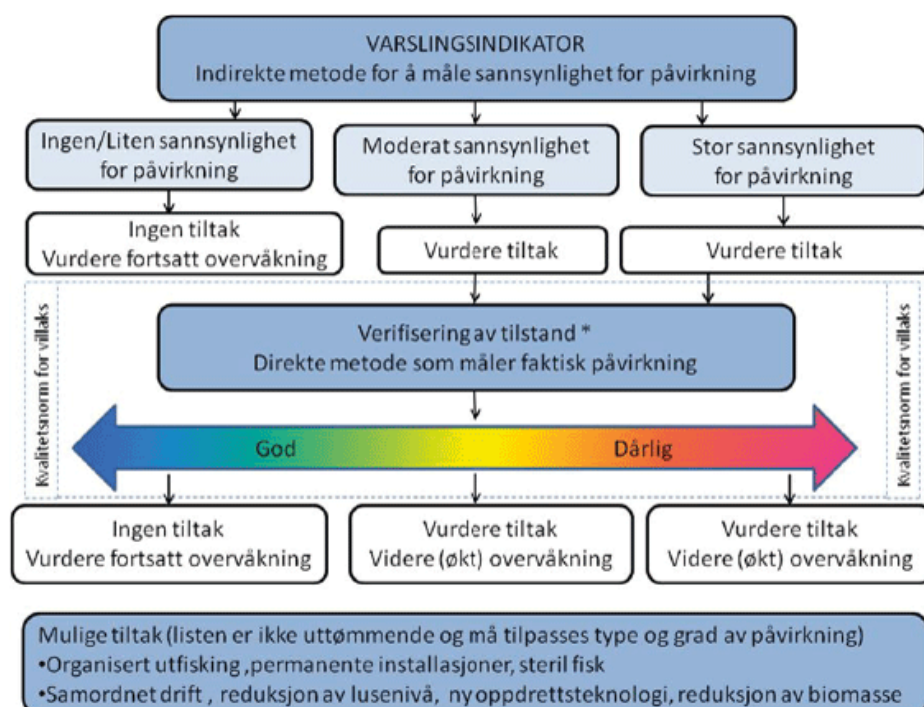 VARSLINGSINDIKATOR
Indirekte metode for å måle sannsynlighet for påvirkning
Ingen/Liten sannsynlighet
for påvirkning
Moderat sannsynlighet
for påvirkning
Stor sannsynlighet
for påvirkning
Ingen tiltak
Vurdere fortsatt overvåkning
Vurdere tiltak
Vurdere tiltak
Kvalitetsnorm for villaks
Verifisering av tilstand *
Direkte metode som måler faktisk påvirkning
Kvalitetsnorm for villaks
God
Dårlig
Ingen tiltak
Vurdere fortsatt overvåkning
Vurdere tiltak
Videre (økt) overvåkning
Vurdere tiltak
Videre (økt) overvåkning
Mulige tiltak (listen er ikke uttømmende og må tilpasses type og grad av påvirkning)
•Organisert utfisking ,permanente installasjoner, steril fisk
•Samordnet drift , reduksjon av lusenivå, ny oppdrettsteknologi, reduksjon av biomasse